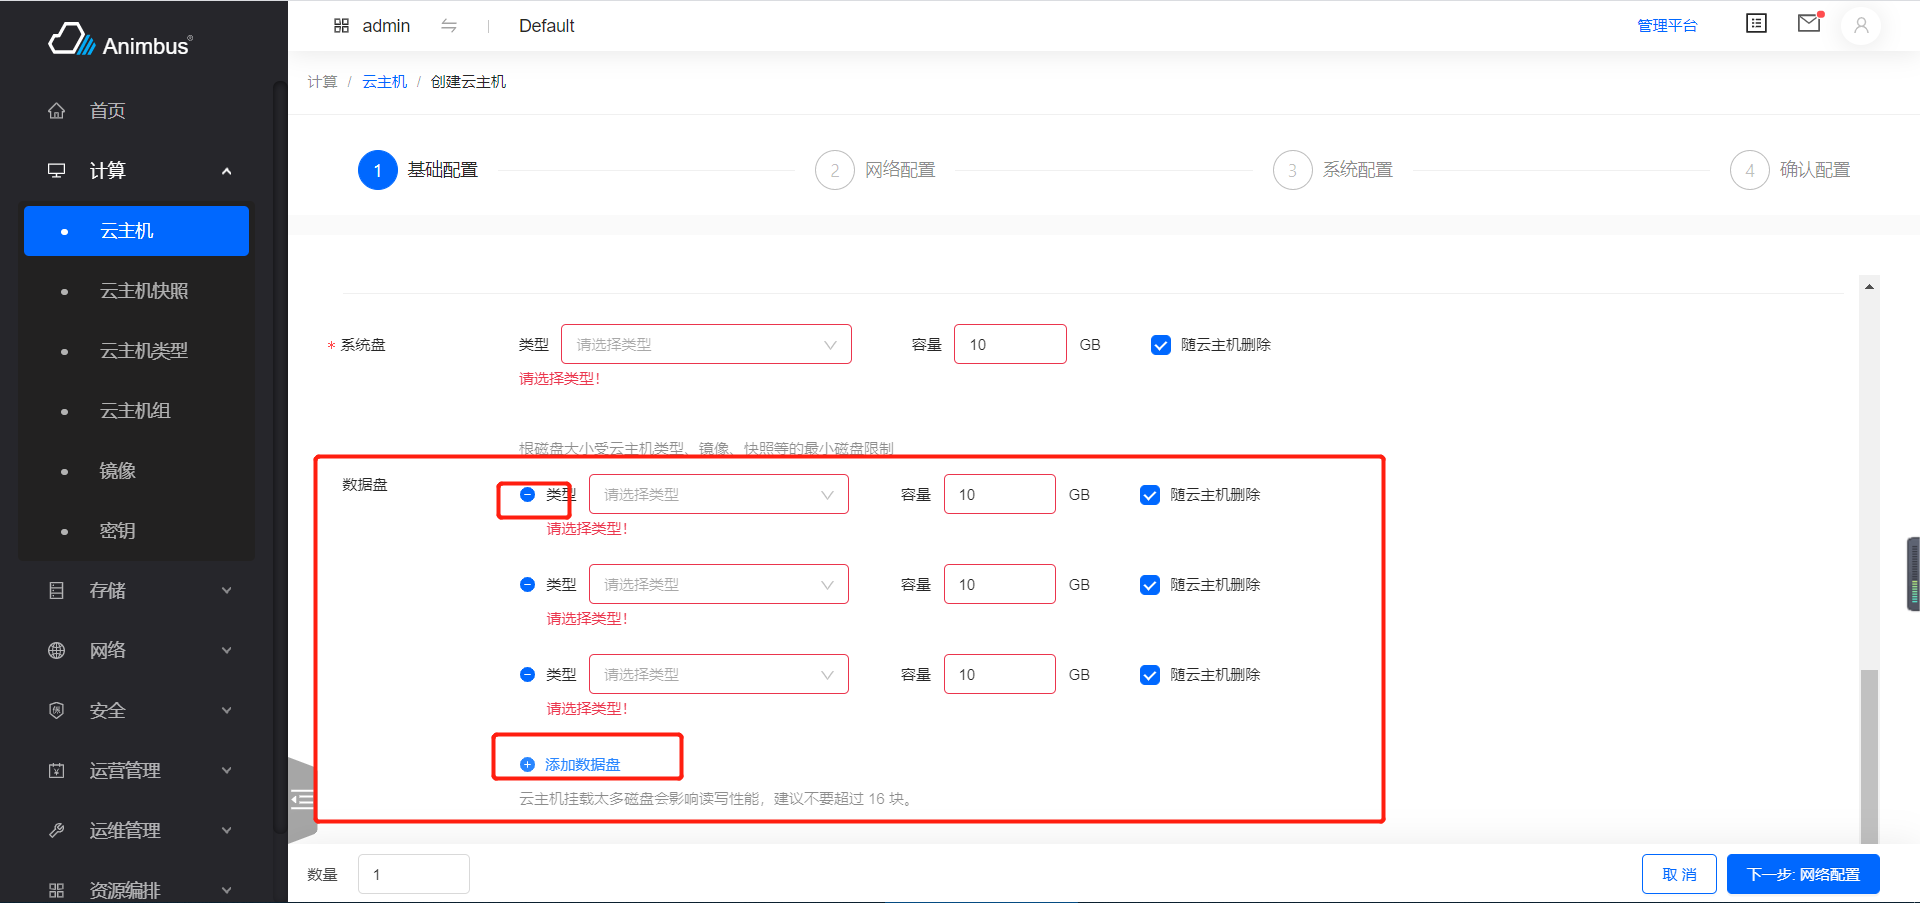 Animbus®
admin
Default
管理平台
计算 / 云主机 / 创建云主机
首页
计算
云主机
云主机快照
云主机类型
云主机组
镜像
密钥
存储
网络
安全
运营管理
运维管理
资源编排
1 基础配置
2 网络配置
3 系统配置
4 确认配置
* 系统盘 类型 请选择类型 容量 10 GB 随云主机删除
请选择类型!
根磁盘大小受云主机类型、镜像、快照等的最小磁盘限制
数据盘 类型 请选择类型 容量 10 GB 随云主机删除
请选择类型!
类型 请选择类型 容量 10 GB 随云主机删除
请选择类型!
类型 请选择类型 容量 10 GB 随云主机删除
请选择类型!
添加数据盘
云主机挂载太多磁盘会影响读写性能，建议不要超过 16 块。
数量 1
取 消
下一步: 网络配置